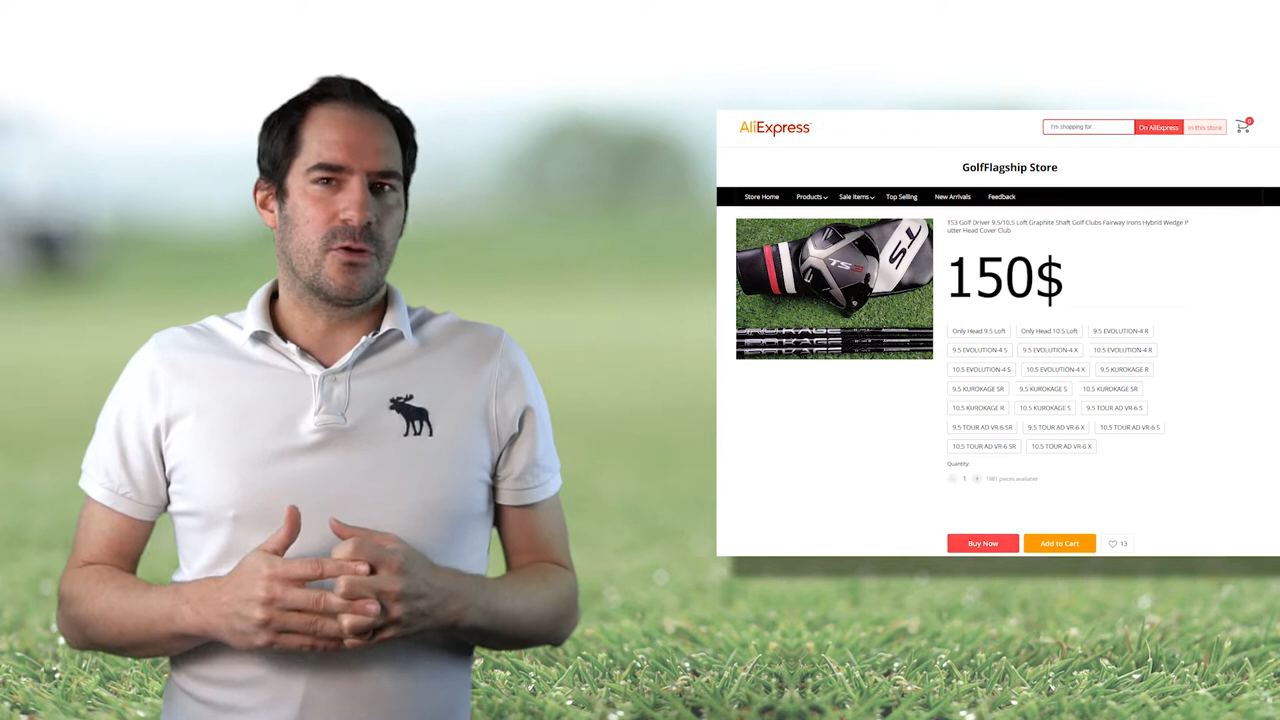 AliExpress
I'm shopping for...
On AliExpress
In this store
0
GolfFlagship Store
Store Home
Products
Sale Items
Top Selling
New Arrivals
Feedback
TS3 Golf Driver 9.5/10.5 Loft Graphite Shaft Golf Clubs Fairway Irons Hybrid Wedge P
utter Head Cover Club
TS
TS3
KAGE
150$
Only Head 9.5 Loft
Only Head 10.5 Loft
9.5 EVOLUTION-4 R
9.5 EVOLUTION-4 S
9.5 EVOLUTION-4 X
10.5 EVOLUTION-4 R
10.5 EVOLUTION-4 S
10.5 EVOLUTION-4 X
9.5 KUROKAGE R
9.5 KUROKAGE SR
9.5 KUROKAGE S
10.5 KUROKAGE SR
10.5 KUROKAGE R
10.5 KUROKAGE S
9.5 TOUR AD VR-6 S
9.5 TOUR AD VR-6 SR
9.5 TOUR AD VR-6 X
10.5 TOUR AD VR-6 S
10.5 TOUR AD VR-6 SR
10.5 TOUR AD VR-6 X
Quantity:
1
1981 pieces available
Buy Now
Add to Cart
13